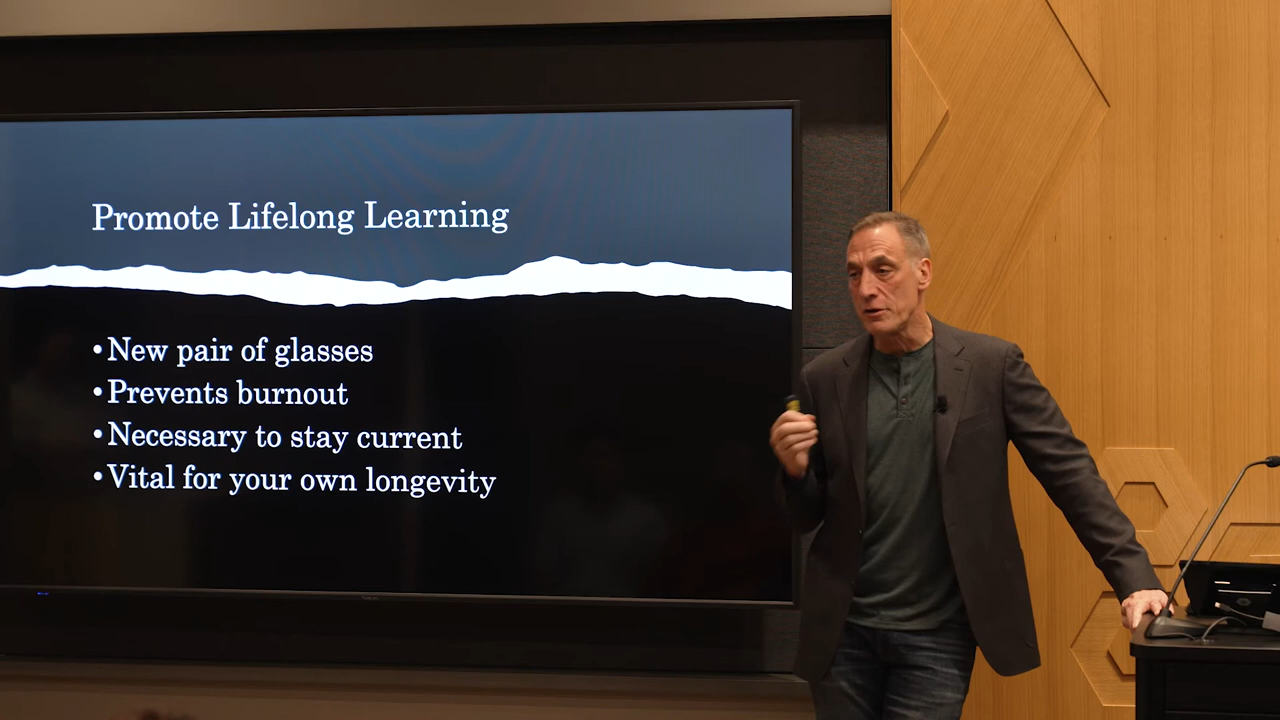 Promote Lifelong Learning
• New pair of glasses
• Prevents burnout
• Necessary to stay current
• Vital for your own longevity